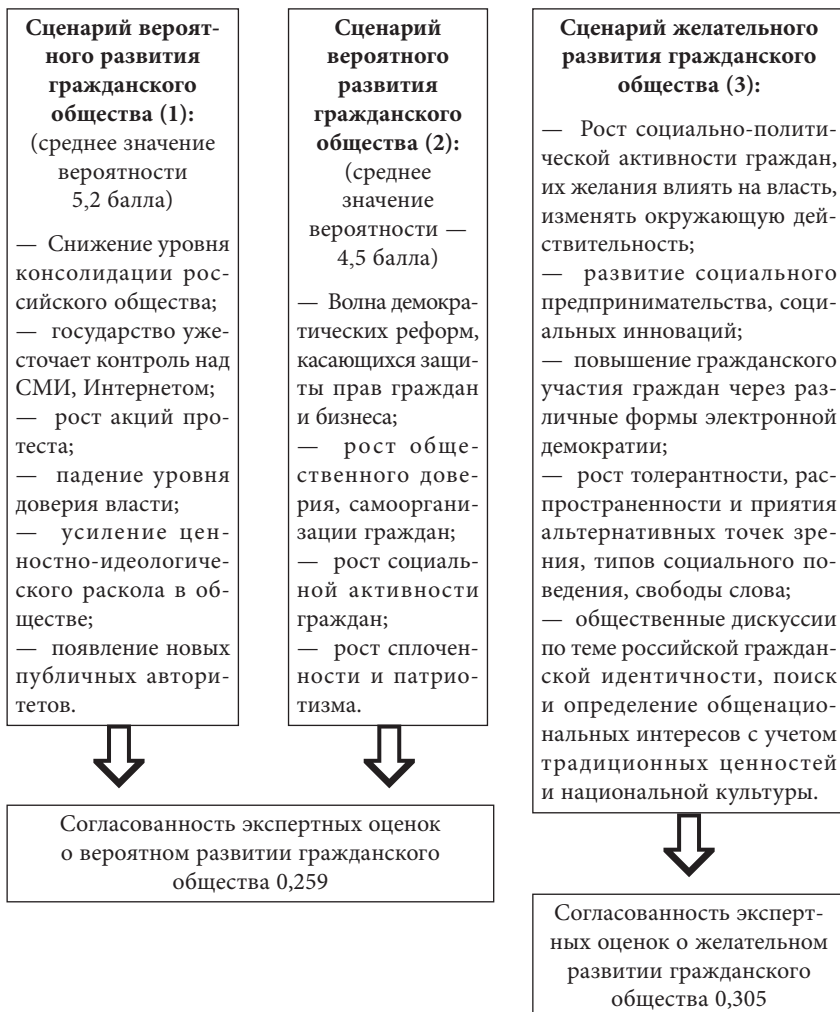 Сценарий вероят-
ного развития
гражданского
общества (1):
(среднее значение
вероятности
5,2 балла)
— Снижение уровня
консолидации рос-
сийского общества;
— государство уже-
сточает контроль над
СМИ, Интернетом;
— рост акций про-
теста;
— падение уровня
доверия власти;
— усиление цен-
ностно-идеологиче-
ского раскола в об-
ществе;
— появление новых
публичных автори-
тетов.
Сценарий
вероятного
развития
гражданского
общества (2):
(среднее
значение
вероятности —
4,5 балла)
— Волна демокра-
тических реформ,
касающихся защи-
ты прав граждан
и бизнеса;
— рост обще-
ственного дове-
рия, самооргани-
зации граждан;
— рост социаль-
ной активности
граждан;
— рост сплочен-
ности и патрио-
тизма.
Согласованность экспертных оценок
о вероятном развитии гражданского
общества 0,259
Сценарий желательного
развития гражданского
общества (3):
— Рост социально-полити-
ческой активности граждан,
их желания влиять на власть,
изменять окружающую дей-
ствительность;
— развитие социального
предпринимательства, соци-
альных инноваций;
— повышение гражданского
участия граждан через раз-
личные формы электронной
демократии;
— рост толерантности, рас-
пространенности и приятия
альтернативных точек зре-
ния, типов социального по-
ведения, свободы слова;
— общественные дискуссии
по теме российской граждан-
ской идентичности, поиск
и определение общенацио-
нальных интересов с учетом
традиционных ценностей
и национальной культуры.
Согласованность эксперт-
ных оценок о желательном
развитии гражданского
общества 0,305